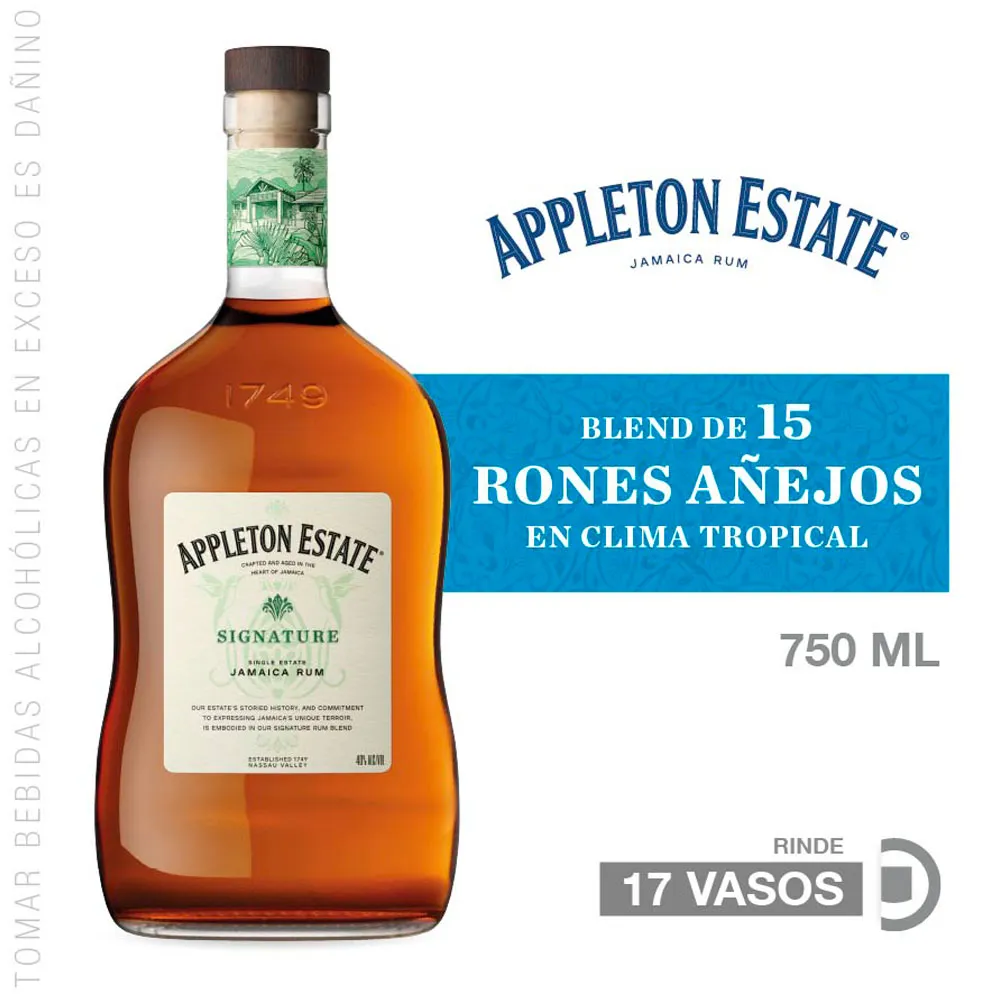 TOMAR BEBIDAS ALCOHÓLICAS EN EXCESO ES DAÑINO
1749
APPLETON ESTATE®
CRAFTED AND AGED IN THE
HEART OF JAMAICA
SIGNATURE
SINGLE ESTATE
JAMAICA RUM
OUR ESTATE'S STORIED HISTORY, AND COMMITMENT
TO EXPRESSING JAMAICA'S UNIQUE TERROIR,
IS EMBODIED IN OUR SIGNATURE RUM BLEND
ESTABLISHED 1749
NASSAU VALLEY
40% ALC/VOL
APPLETON ESTATE®
JAMAICA RUM
BLEND DE 15
RONES AÑEJOS
EN CLIMA TROPICAL
750 ML
RINDE
17 VASOS